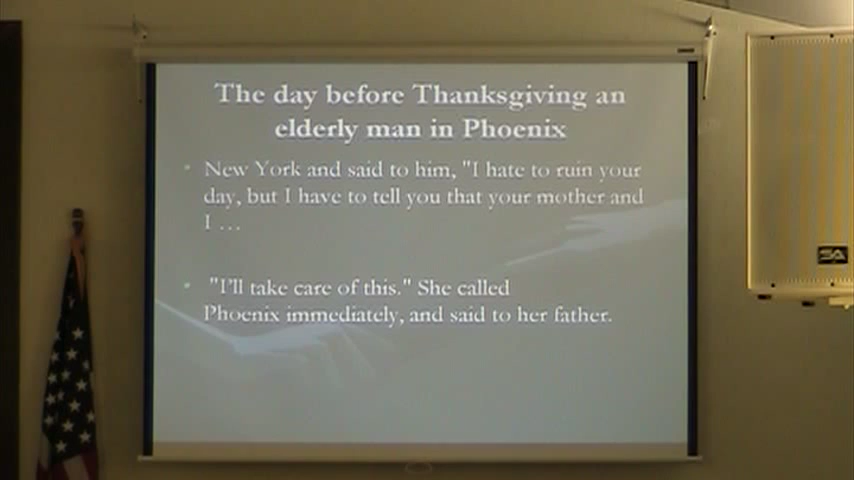 The day before Thanksgiving an
elderly man in Phoenix
• New York and said to him, "I hate to ruin your
day, but I have to tell you that your mother and
I ...
• "I'll take care of this." She called
Phoenix immediately, and said to her father.
SA